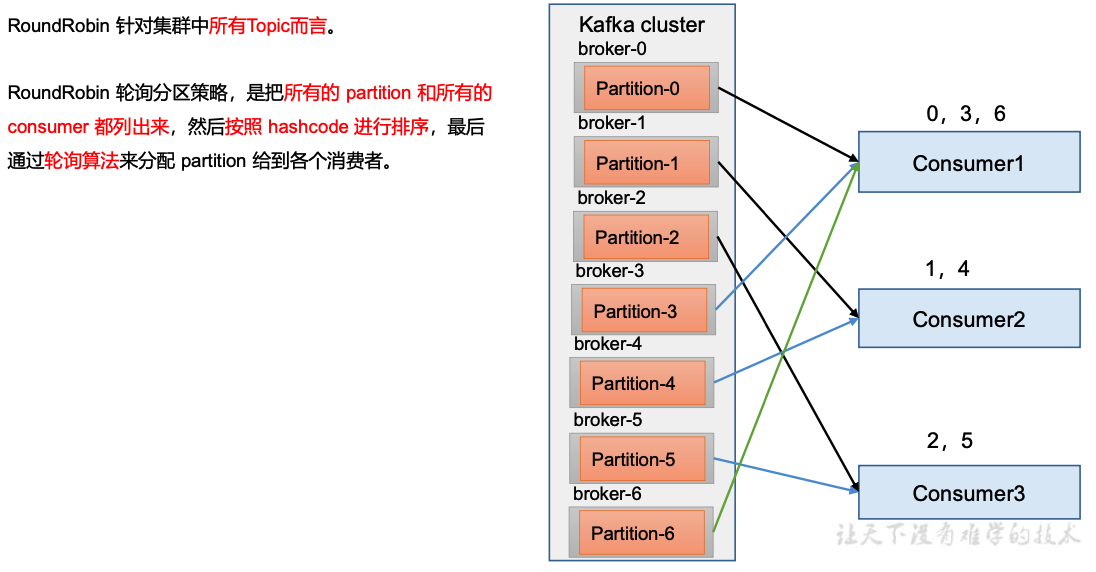 RoundRobin 针对集群中所有Topic而言。
RoundRobin 轮询分区策略，是把所有的 partition 和所有的
consumer 都列出来，然后按照 hashcode 进行排序，最后
通过轮询算法来分配 partition 给到各个消费者。
Kafka cluster
broker-0
Partition-0
broker-1
Partition-1
broker-2
Partition-2
broker-3
Partition-3
broker-4
Partition-4
broker-5
Partition-5
broker-6
Partition-6
0，3，6
Consumer1
1，4
Consumer2
2，5
Consumer3
让天下没有难学的技术